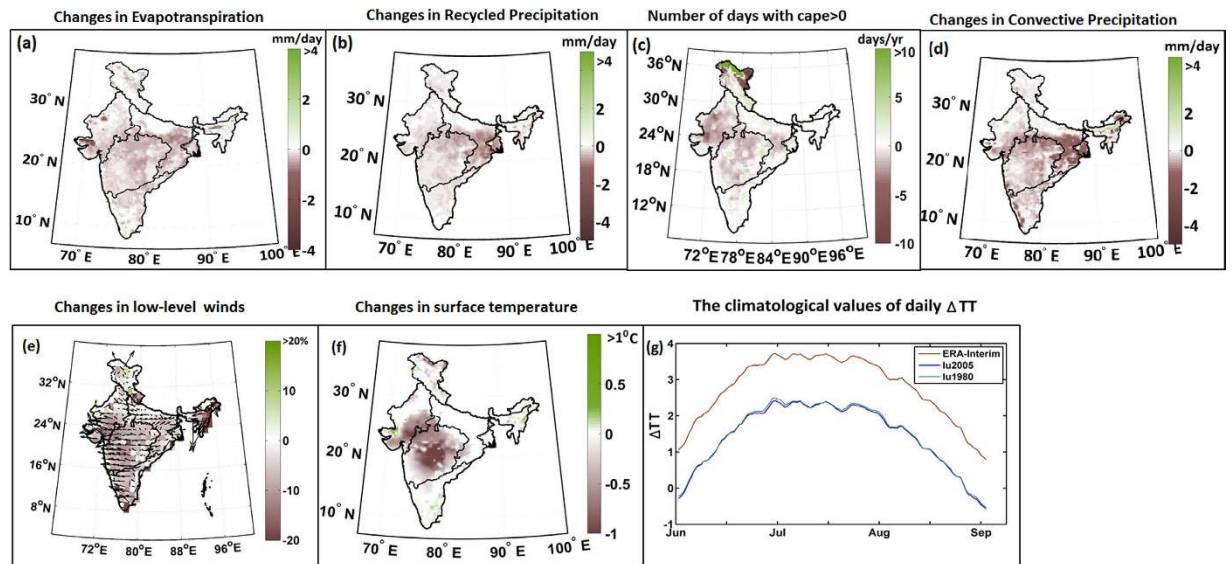 Changes in Evapotranspiration
(a)
mm/day
>4
2
0
-2
-4
30° N
20° N
10° N
70° E
80° E
90° E
100° E
Changes in Recycled Precipitation
(b)
mm/day
>4
2
0
-2
-4
30° N
20° N
10° N
70° E
80° E
90° E
100° E
Number of days with cape>0
(c)
days/yr
>10
5
0
-5
-10
36°N
30°N
24°N
18°N
12°N
72°E 78°E 84°E 90°E 96°E
Changes in Convective Precipitation
(d)
mm/day
>4
2
0
-2
-4
30° N
20° N
10° N
70° E
80° E
90° E
100° E
Changes in low-level winds
(e)
>20%
10
0
-10
-20
32°N
24°N
16°N
8°N
72°E 80°E 88°E 96°E
Changes in surface temperature
(f)
>1⁰C
0.5
0
-0.5
-1
30° N
20° N
10° N
70° E
80° E
90° E
100° E
The climatological values of daily ΔTT
(g)
ERA-Interim
lu2005
lu1980
ΔTT
4
3
2
1
0
-1
Jun Jul Aug Sep